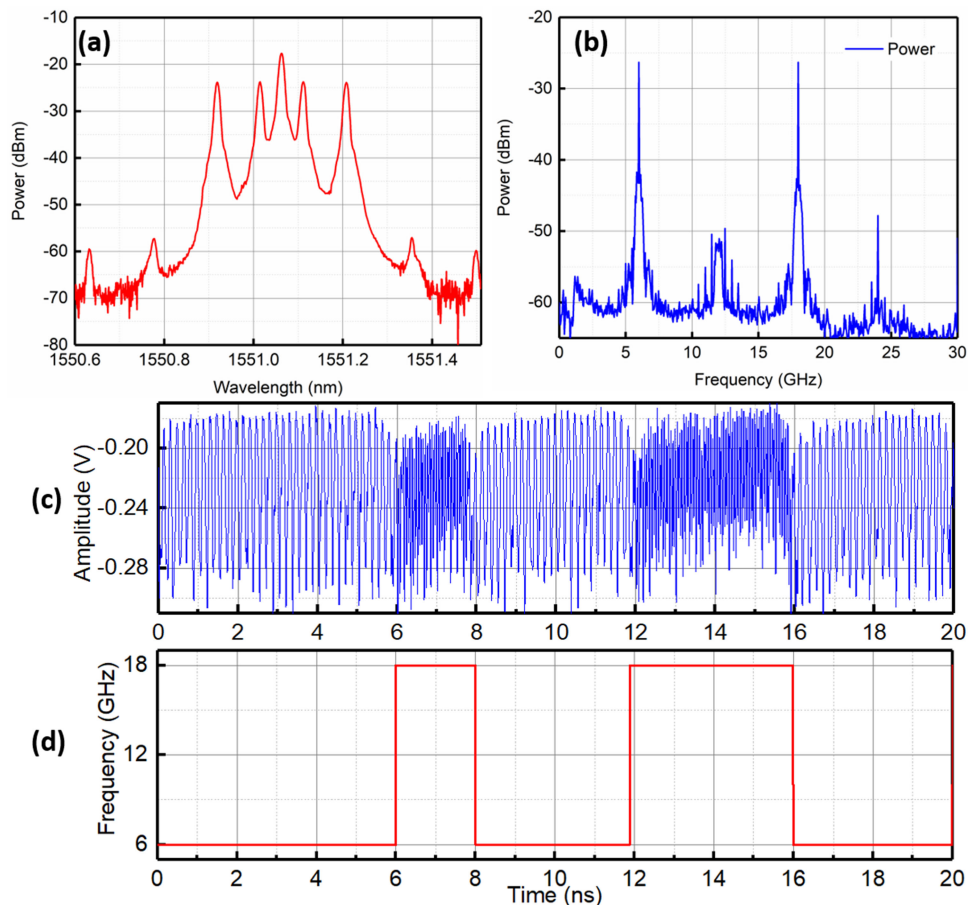 (a)
-10
-20
-30
-40
-50
-60
-70
-80
Power (dBm)
1550.6 1550.8 1551.0 1551.2 1551.4
Wavelength (nm)
(b)
Power
-20
-30
-40
-50
-60
Power (dBm)
0 5 10 15 20 25 30
Frequency (GHz)
(c)
-0.20
-0.24
-0.28
Amplitude (V)
0 2 4 6 8 10 12 14 16 18 20
(d)
18
12
6
Frequency (GHz)
0 2 4 6 8 10 12 14 16 18 20
Time (ns)